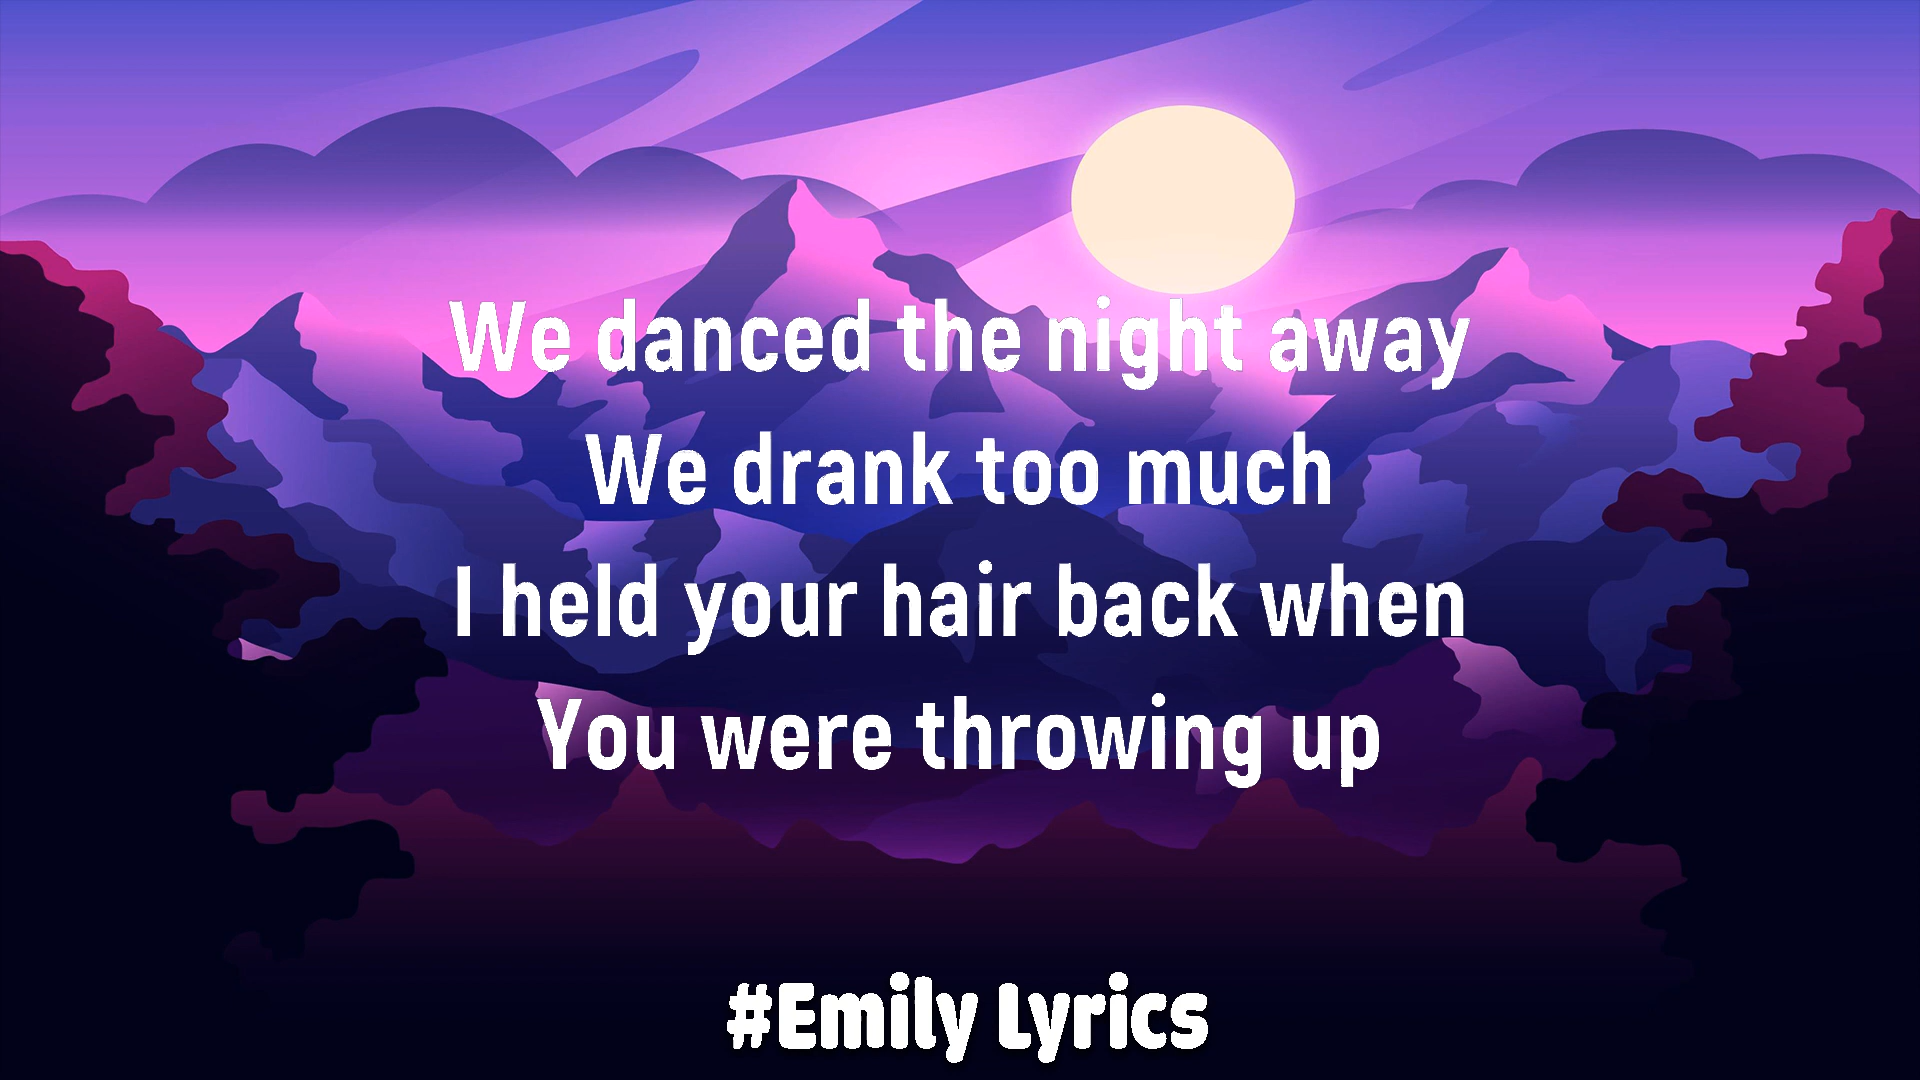 We danced the night away
We drank too much
I held your hair back when
You were throwing up
#Emily Lyrics